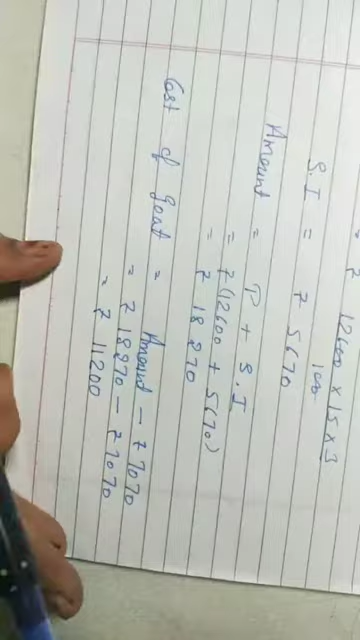 = ₹ 12600 × 15 × 3
100
S.I = ₹ 5670
Amount = P + S.I
= ₹ (12600 + 5670)
= ₹ 18270
Cost of goat = Amount - ₹ 7070
= ₹ 18270 - ₹ 7070
= ₹ 11200